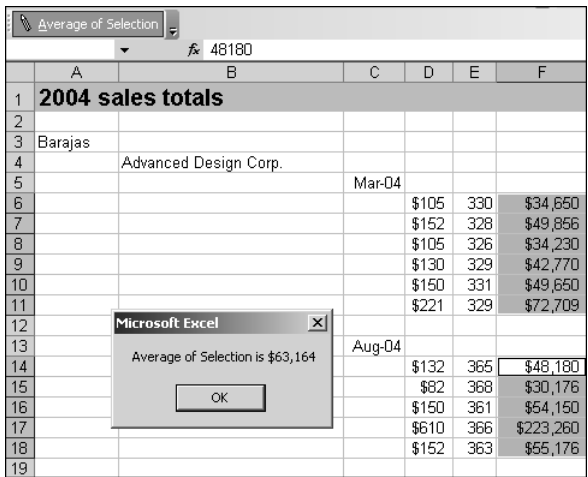 Average of Selection
fx 48180
A B C D E F
1 2004 sales totals
2
3 Barajas
4 Advanced Design Corp.
5 Mar-04
6 $105 330 $34,650
7 $152 328 $49,856
8 $105 326 $34,230
9 $130 329 $42,770
10 $150 331 $49,650
11 $221 329 $72,709
12
Microsoft Excel
13 Aug-04
Average of Selection is $63,164
14 $132 365 $48,180
15 $82 368 $30,176
OK
16 $150 361 $54,150
17 $610 366 $223,260
18 $152 363 $55,176
19